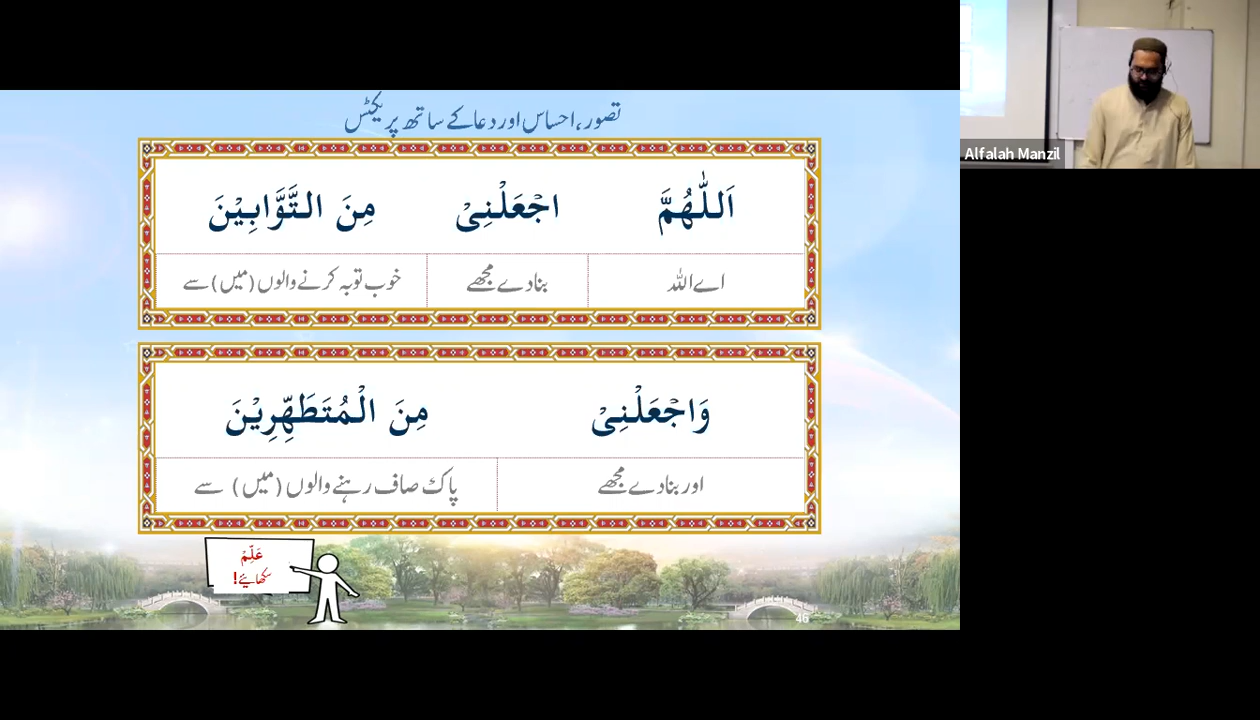 تصور، احساس اور دعا کے ساتھ پریکٹس
اَللّٰهُمَّ اجْعَلْنِیْ مِنَ التَّوَّابِیْنَ
اے اللہ بنا دے مجھے خوب توبہ کرنے والوں (میں) سے
وَاجْعَلْنِیْ مِنَ الْمُتَطَهِّرِیْنَ
اور بنا دے مجھے پاک صاف رہنے والوں (میں) سے
عَلِّمْ
سکھائیے!
46
Alfalah Manzil